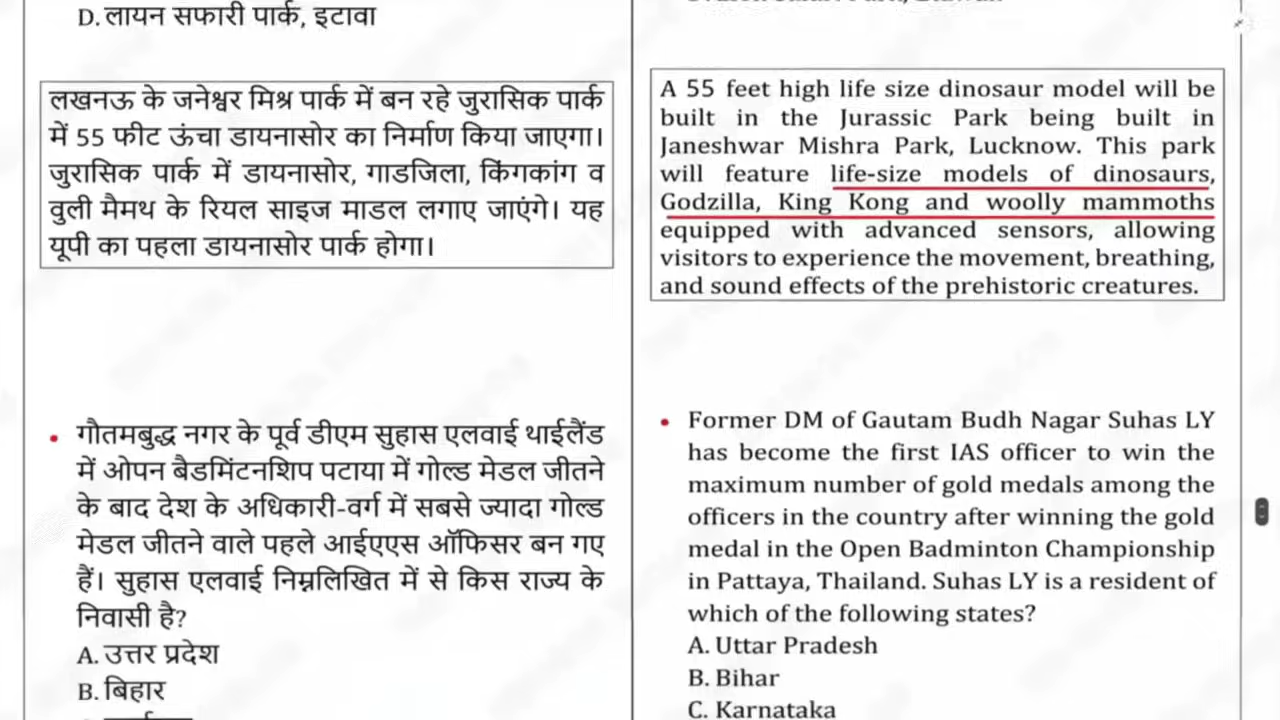 D. लायन सफारी पार्क, इटावा
लखनऊ के जनेश्वर मिश्र पार्क में बन रहे जुरासिक पार्क
में 55 फीट ऊंचा डायनासोर का निर्माण किया जाएगा।
जुरासिक पार्क में डायनासोर, गाडजिला, किंगकांग व
वुली मैमथ के रियल साइज माडल लगाए जाएंगे। यह
यूपी का पहला डायनासोर पार्क होगा।
गौतमबुद्ध नगर के पूर्व डीएम सुहास एलवाई थाईलैंड
में ओपन बैडमिंटनशिप पटाया में गोल्ड मेडल जीतने
के बाद देश के अधिकारी-वर्ग में सबसे ज्यादा गोल्ड
मेडल जीतने वाले पहले आईएएस ऑफिसर बन गए
हैं। सुहास एलवाई निम्नलिखित में से किस राज्य के
निवासी है?
A. उत्तर प्रदेश
B. बिहार
A 55 feet high life size dinosaur model will be
built in the Jurassic Park being built in
Janeshwar Mishra Park, Lucknow. This park
will feature life-size models of dinosaurs,
Godzilla, King Kong and woolly mammoths
equipped with advanced sensors, allowing
visitors to experience the movement, breathing,
and sound effects of the prehistoric creatures.
Former DM of Gautam Budh Nagar Suhas LY
has become the first IAS officer to win the
maximum number of gold medals among the
officers in the country after winning the gold
medal in the Open Badminton Championship
in Pattaya, Thailand. Suhas LY is a resident of
which of the following states?
A. Uttar Pradesh
B. Bihar
C. Karnataka